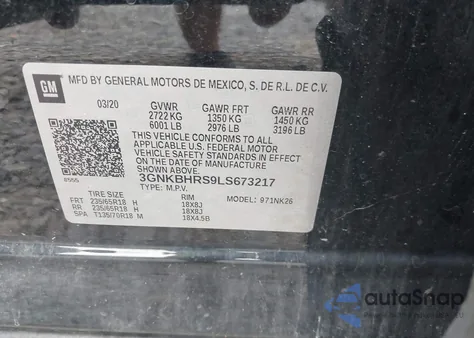 GM
MFD BY GENERAL MOTORS DE MEXICO, S. DE R.L. DE C.V.
03/20 GVWR GAWR FRT GAWR RR
2722 KG 1350 KG 1450 KG
6001 LB 2976 LB 3196 LB
THIS VEHICLE CONFORMS TO ALL
APPLICABLE U.S. FEDERAL MOTOR
VEHICLE SAFETY STANDARDS IN EFFECT
ON THE DATE OF MANUFACTURE SHOWN ABOVE.
3GNKBHRS9LS673217
TYPE: M.P.V. MODEL: 971NK26
TIRE SIZE RIM
FRT 235/65R18 H 18X8J
RR 235/65R18 H 18X8J
SPA T135/70R18 M 18X4.5B
autoSnap